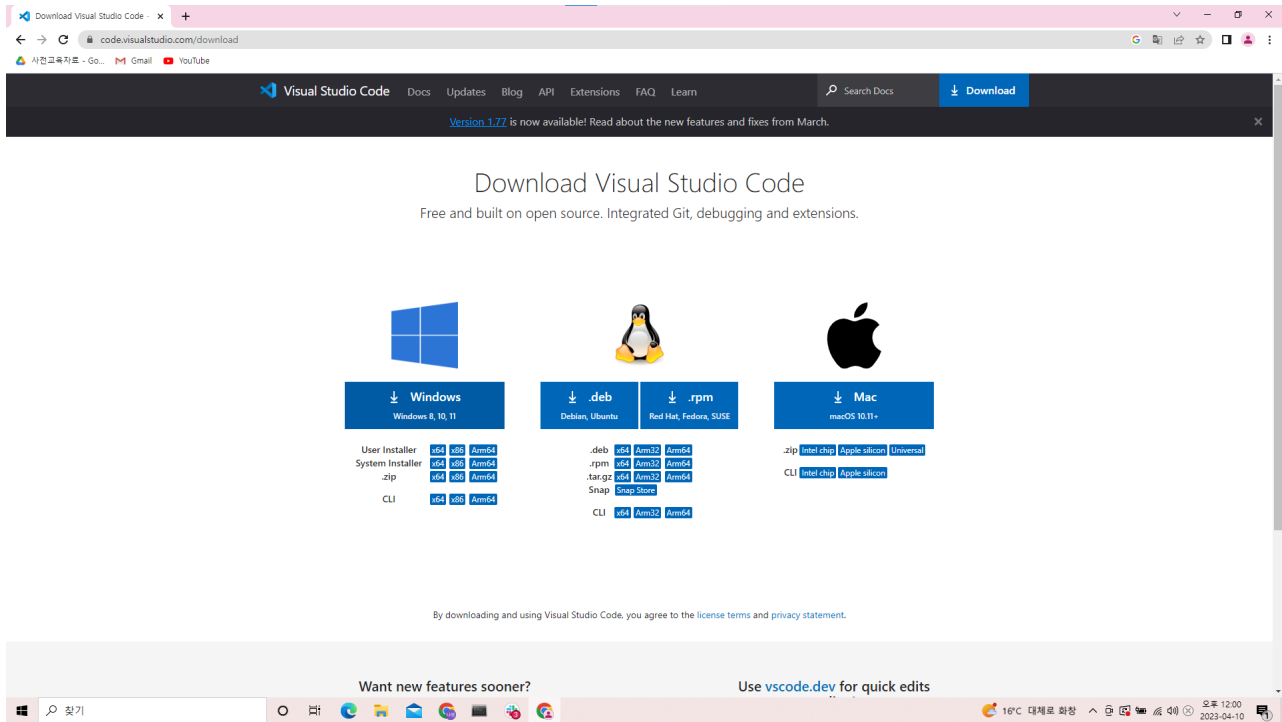 Download Visual Studio Code -
code.visualstudio.com/download
사전교육자료 - Go... Gmail YouTube
Visual Studio Code Docs Updates Blog API Extensions FAQ Learn Search Docs Download
Version 1.77 is now available! Read about the new features and fixes from March.
Download Visual Studio Code
Free and built on open source. Integrated Git, debugging and extensions.
Windows
Windows 8, 10, 11
User Installer x64 x86 Arm64
System Installer x64 x86 Arm64
.zip x64 x86 Arm64
CLI x64 x86 Arm64
.deb
Debian, Ubuntu
.rpm
Red Hat, Fedora, SUSE
.deb x64 Arm32 Arm64
.rpm x64 Arm32 Arm64
.tar.gz x64 Arm32 Arm64
Snap Snap Store
CLI x64 Arm32 Arm64
Mac
macOS 10.11+
.zip Intel chip Apple silicon Universal
CLI Intel chip Apple silicon
By downloading and using Visual Studio Code, you agree to the license terms and privacy statement.
Want new features sooner?
Use vscode.dev for quick edits
찾기
16°C 대체로 화창
오후 12:00
2023-04-10